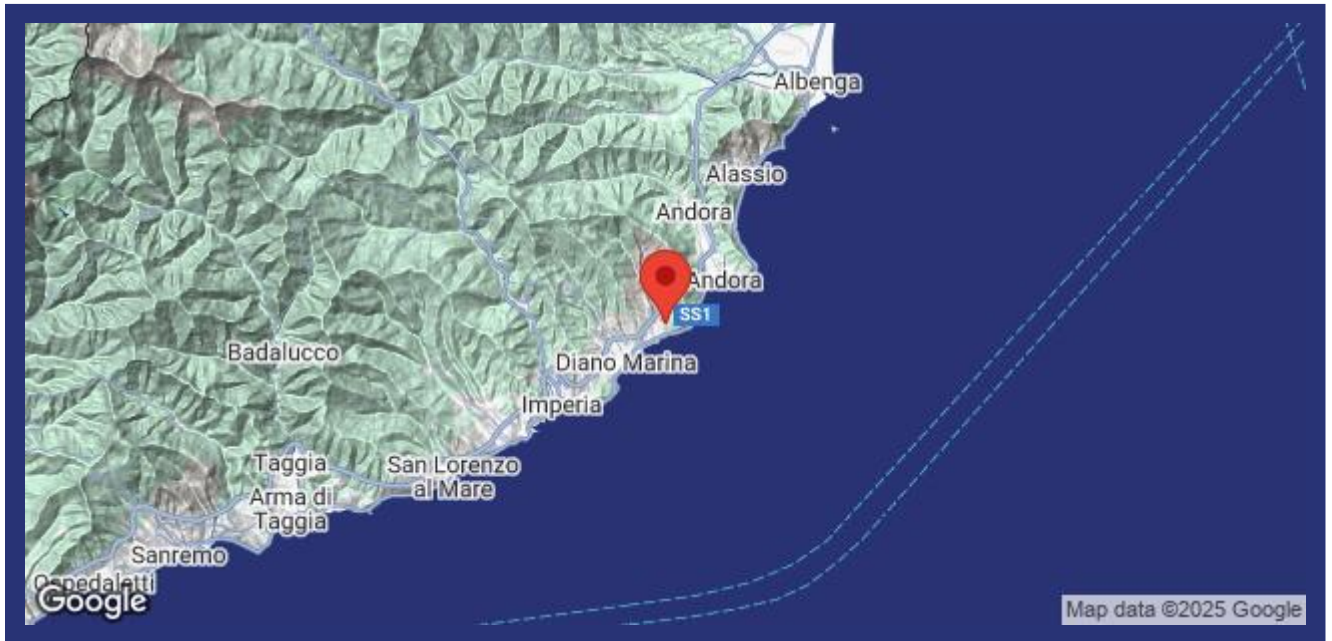 Albenga
Alassio
Andora
Andora
SS1
Badalucco
Diano Marina
Imperia
Taggia
San Lorenzo
al Mare
Arma di
Taggia
Sanremo
Ospedaletti
Google
Map data ©2025 Google